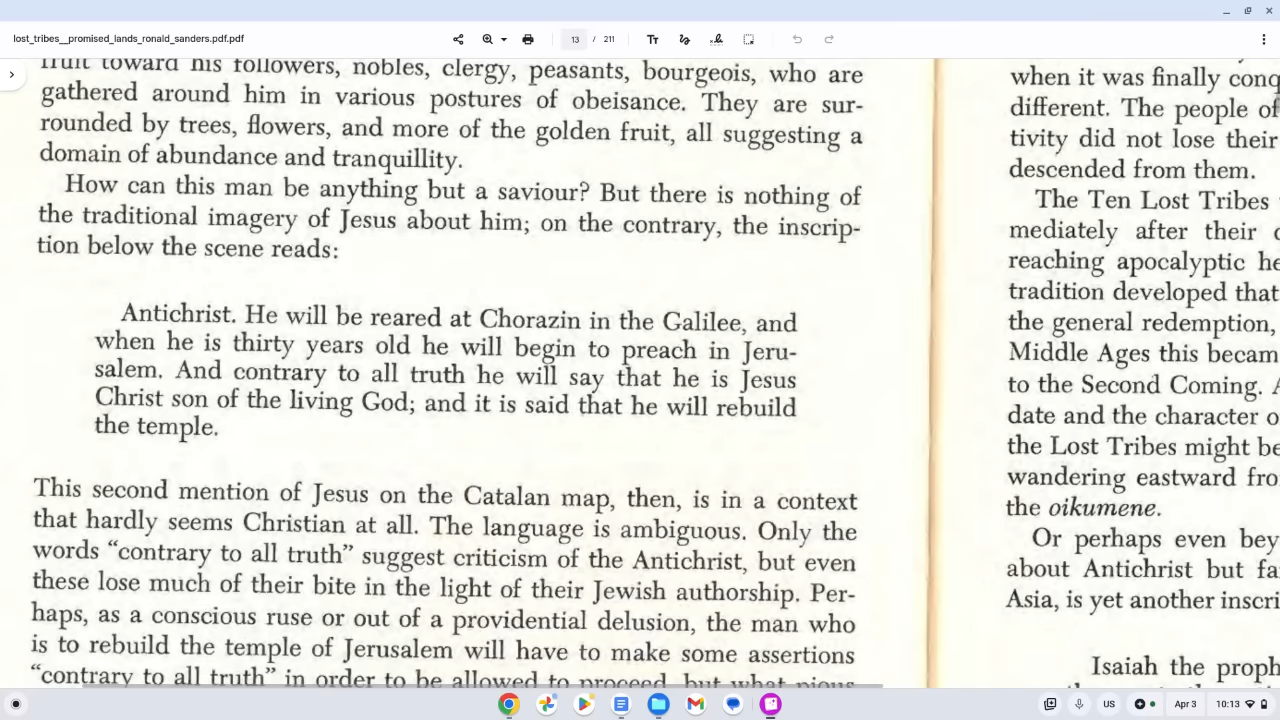 lost_tribes__promised_lands_ronald_sanders.pdf.pdf
13 / 211
fruit toward his followers, nobles, clergy, peasants, bourgeois, who are
gathered around him in various postures of obeisance. They are sur-
rounded by trees, flowers, and more of the golden fruit, all suggesting a
domain of abundance and tranquillity.
How can this man be anything but a saviour? But there is nothing of
the traditional imagery of Jesus about him; on the contrary, the inscrip-
tion below the scene reads:
Antichrist. He will be reared at Chorazin in the Galilee, and
when he is thirty years old he will begin to preach in Jeru-
salem. And contrary to all truth he will say that he is Jesus
Christ son of the living God; and it is said that he will rebuild
the temple.
This second mention of Jesus on the Catalan map, then, is in a context
that hardly seems Christian at all. The language is ambiguous. Only the
words “contrary to all truth” suggest criticism of the Antichrist, but even
these lose much of their bite in the light of their Jewish authorship. Per-
haps, as a conscious ruse or out of a providential delusion, the man who
is to rebuild the temple of Jerusalem will have to make some assertions
“contrary to all truth” in order to be allowed to proceed, but what pious
when it was finally conq
different. The people of
tivity did not lose their
descended from them.
The Ten Lost Tribes
mediately after their
reaching apocalyptic he
tradition developed that
the general redemption,
Middle Ages this becam
to the Second Coming.
date and the character o
the Lost Tribes might be
wandering eastward fro
the oikumene.
Or perhaps even bey
about Antichrist but fa
Asia, is yet another inscri
Isaiah the proph
US Apr 3 10:13